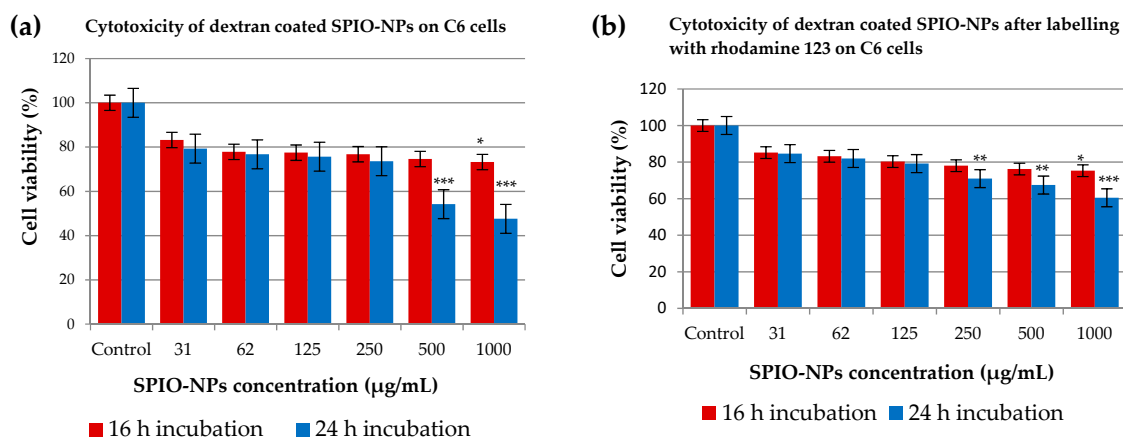 (a)
Cytotoxicity of dextran coated SPIO-NPs on C6 cells
Cell viability (%)
120
100
80
60
40
20
0
*
***
***
Control 31 62 125 250 500 1000
SPIO-NPs concentration (µg/mL)
16 h incubation 24 h incubation
(b)
Cytotoxicity of dextran coated SPIO-NPs after labelling
with rhodamine 123 on C6 cells
Cell viability (%)
120
100
80
60
40
20
0
**
**
*
***
Control 31 62 125 250 500 1000
SPIO-NPs concentration (µg/mL)
16 h incubation 24 h incubation